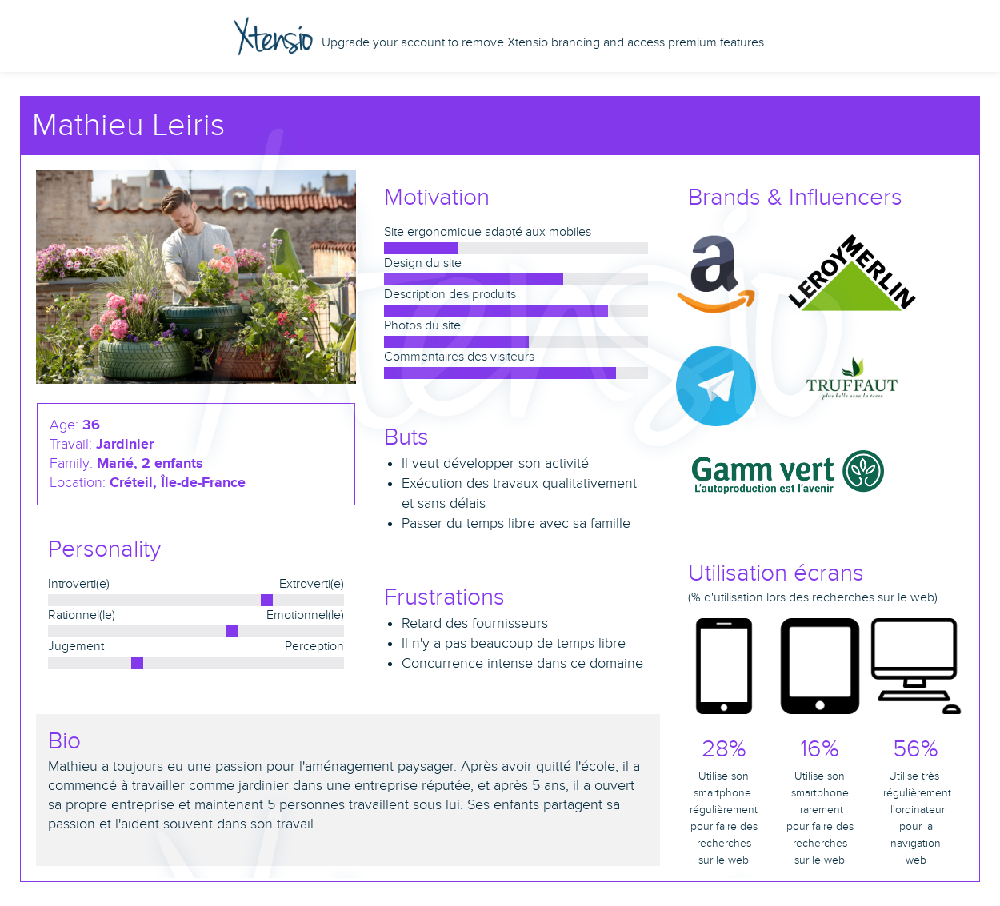 Xtensio Upgrade your account to remove Xtensio branding and access premium features.
Mathieu Leiris
Age: 36
Travail: Jardinier
Family: Marié, 2 enfants
Location: Créteil, Île-de-France
Personality
Introverti(e) Extroverti(e)
Rationnel(le) Emotionnel(le)
Jugement Perception
Motivation
Site ergonomique adapté aux mobiles
Design du site
Description des produits
Photos du site
Commentaires des visiteurs
Buts
Il veut développer son activité
Exécution des travaux qualitativement
et sans délais
Passer du temps libre avec sa famille
Frustrations
Retard des fournisseurs
Il n'y a pas beaucoup de temps libre
Concurrence intense dans ce domaine
Bio
Mathieu a toujours eu une passion pour l'aménagement paysager. Après avoir quitté l'école, il a
commencé à travailler comme jardinier dans une entreprise réputée, et après 5 ans, il a ouvert
sa propre entreprise et maintenant 5 personnes travaillent sous lui. Ses enfants partagent sa
passion et l'aident souvent dans son travail.
Brands & Influencers
a
LEROY MERLIN
TRUFFAUT
plus belle sera la terre
Gamm vert
L'autoproduction est l'avenir
Utilisation écrans
(% d'utilisation lors des recherches sur le web)
28%
Utilise son
smartphone
régulièrement
pour faire des
recherches
sur le web
16%
Utilise son
smartphone
rarement
pour faire des
recherches
sur le web
56%
Utilise très
régulièrement
l'ordinateur
pour la
navigation
web
Xtensio